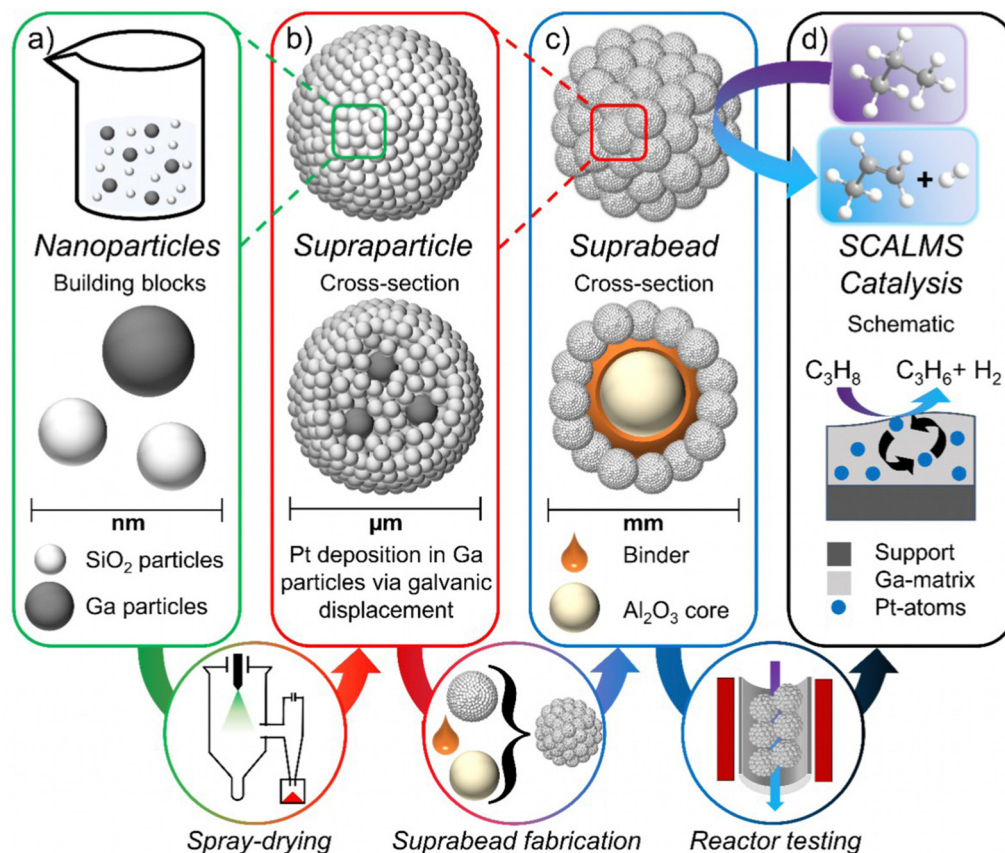 a)
Nanoparticles
Building blocks
nm
SiO₂ particles
Ga particles
b)
Supraparticle
Cross-section
µm
Pt deposition in Ga
particles via galvanic
displacement
c)
Suprabead
Cross-section
mm
Binder
Al₂O₃ core
d)
+
SCALMS
Catalysis
Schematic
C₃H₈ C₃H₆+ H₂
Pt
Support
Ga-matrix
Pt-atoms
Spray-drying
Suprabead fabrication
Reactor testing